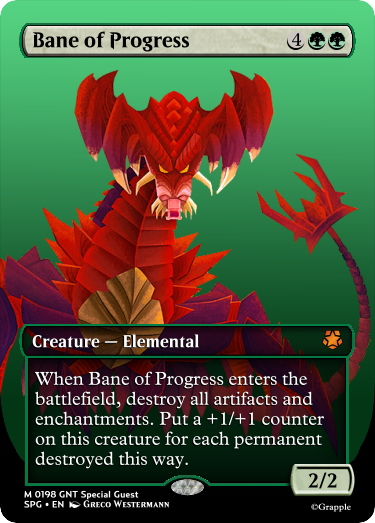 Bane of Progress 4
Creature — Elemental
When Bane of Progress enters the
battlefield, destroy all artifacts and
enchantments. Put a +1/+1 counter
on this creature for each permanent
destroyed this way.
2/2
M 0198 GNT Special Guest
SPG • EN Greco Westermann
©Grapple